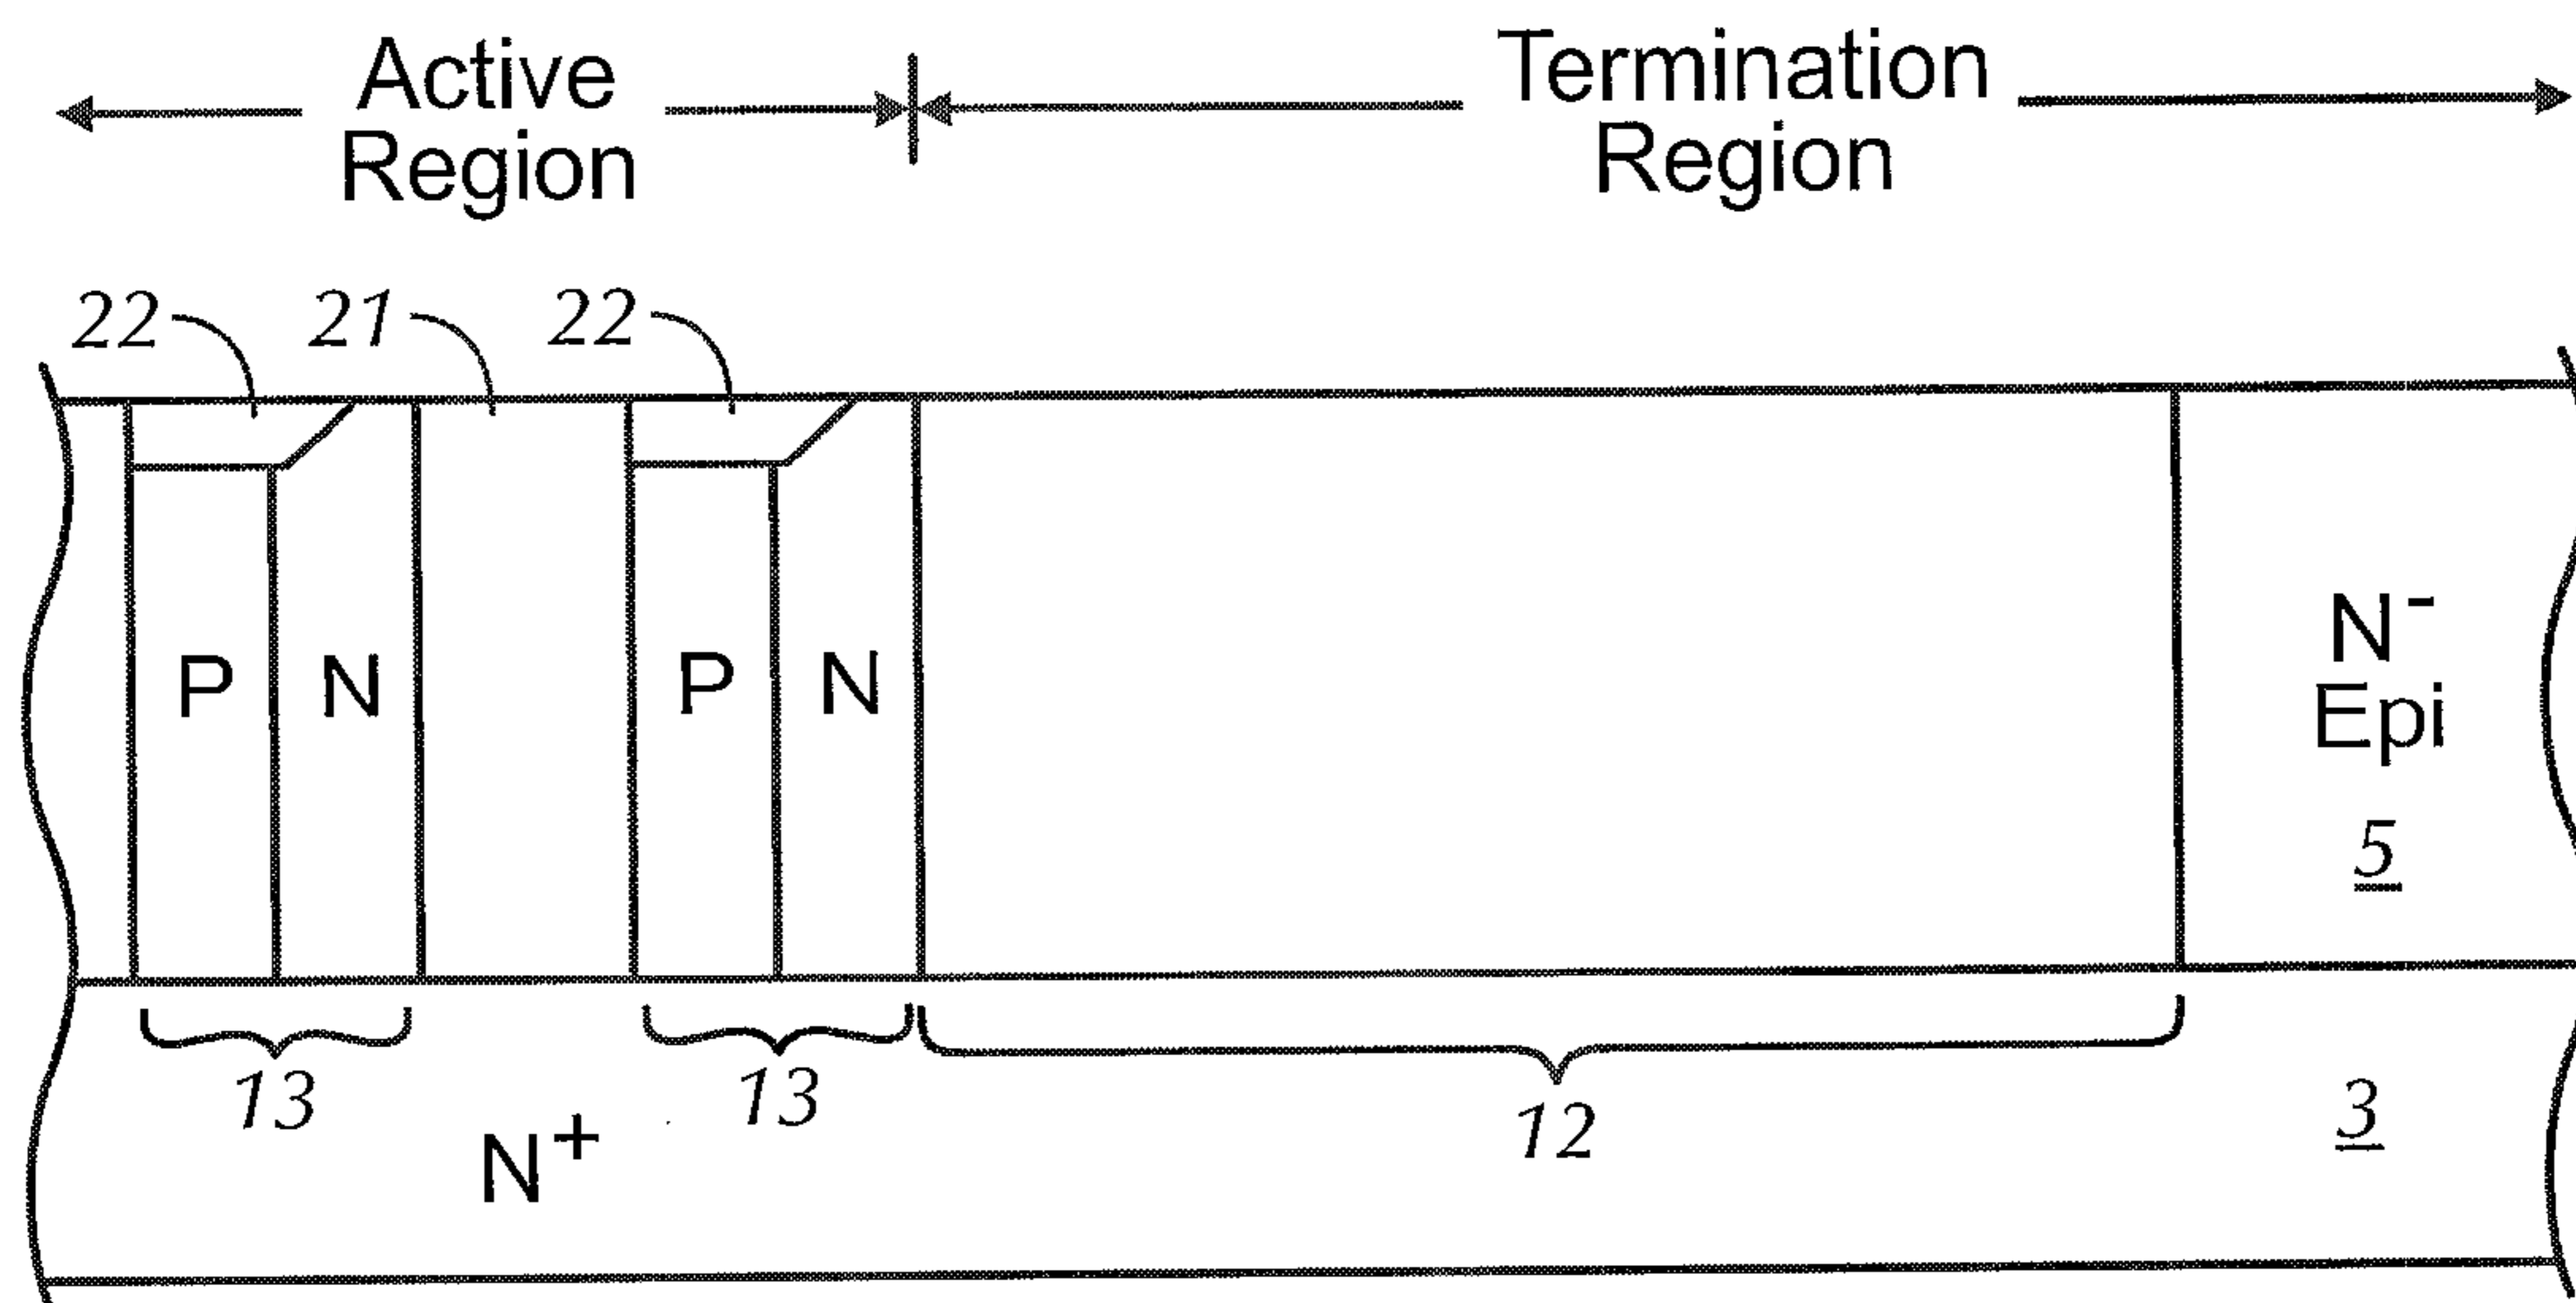 Active
Region
Termination
Region
22 21 22
P N P N
N⁻
Epi
5
13 13 12 3
N⁺